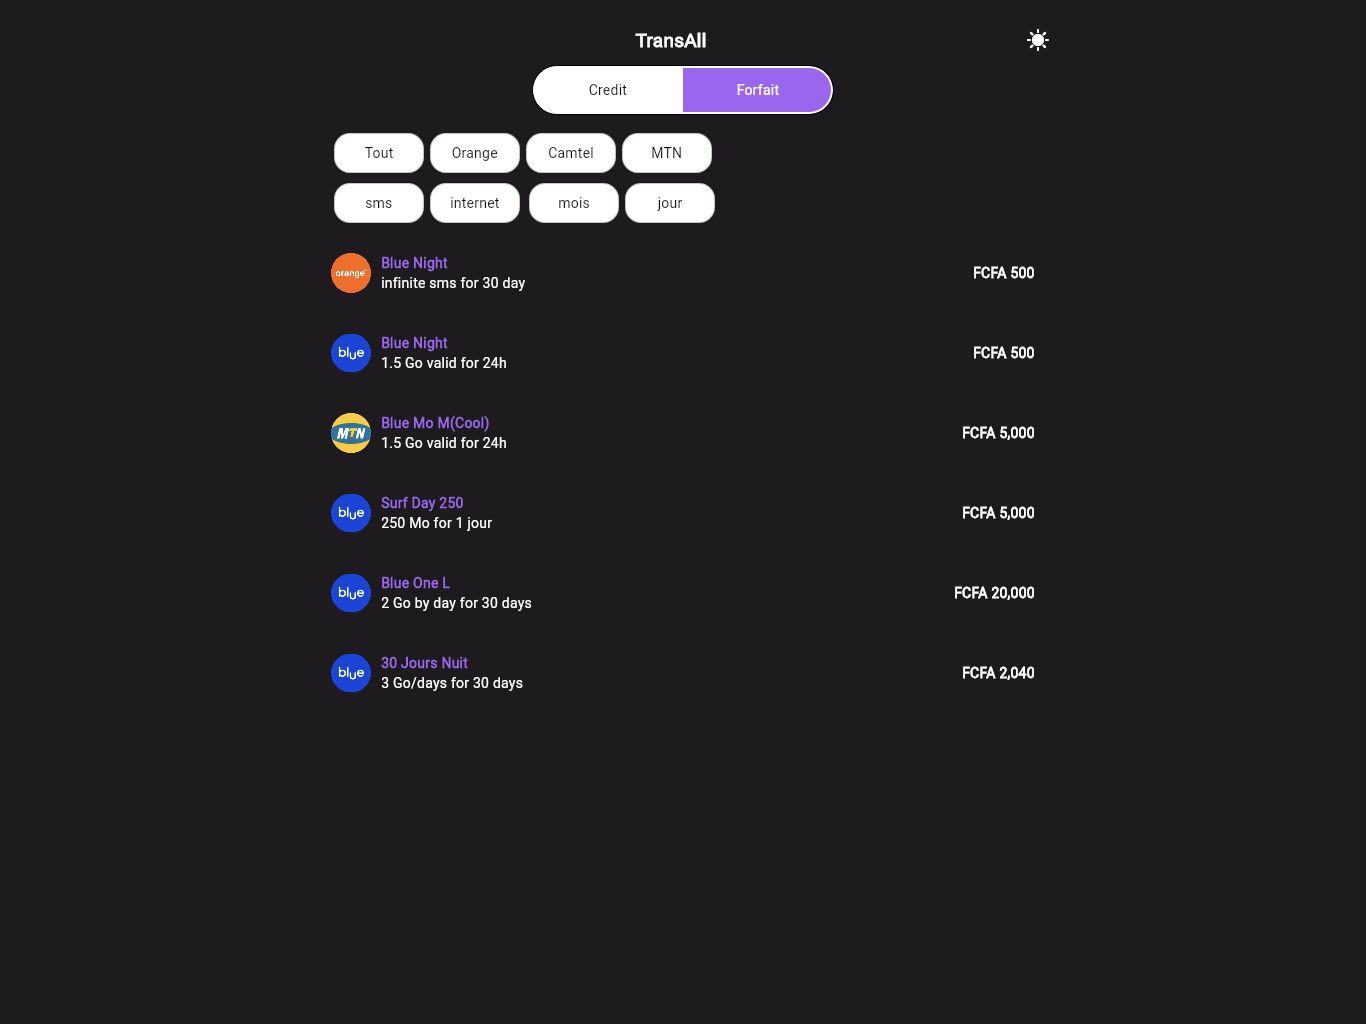 TransAll
Credit Forfait
Tout Orange Camtel MTN
sms internet mois jour
orange
Blue Night
infinite sms for 30 day
FCFA 500
blue
Blue Night
1.5 Go valid for 24h
FCFA 500
MTN
Blue Mo M(Cool)
1.5 Go valid for 24h
FCFA 5,000
blue
Surf Day 250
250 Mo for 1 jour
FCFA 5,000
blue
Blue One L
2 Go by day for 30 days
FCFA 20,000
blue
30 Jours Nuit
3 Go/days for 30 days
FCFA 2,040